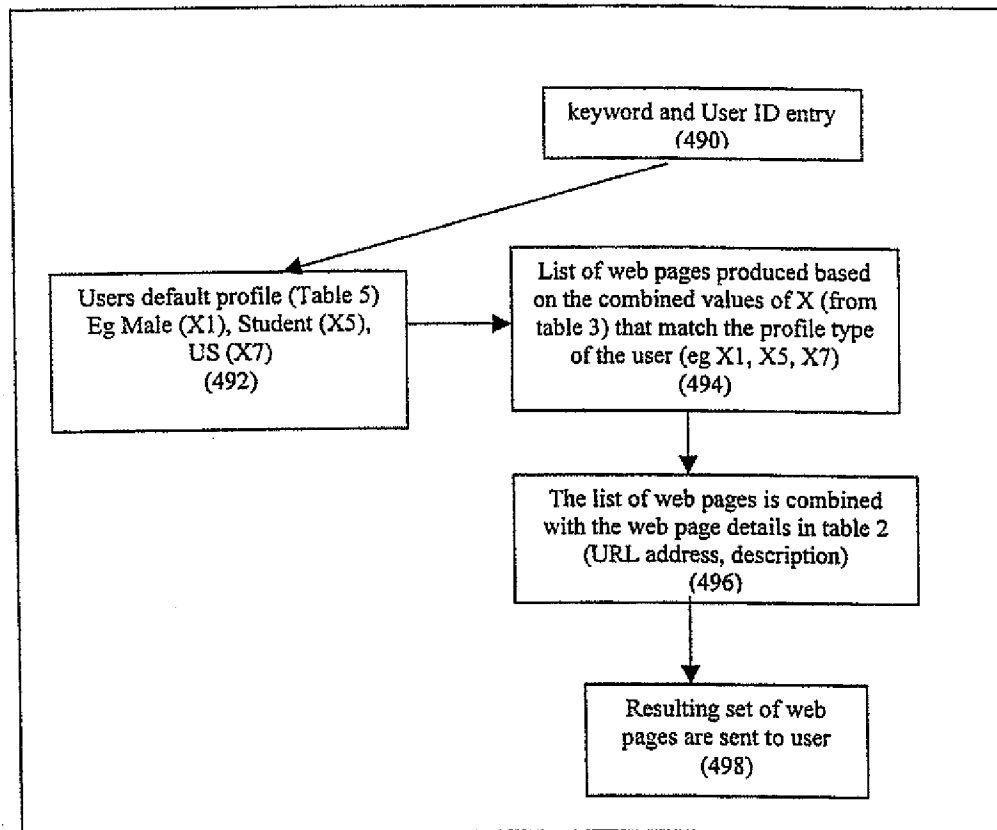 keyword and User ID entry
(490)
Users default profile (Table 5)
Eg Male (X1), Student (X5),
US (X7)
(492)
List of web pages produced based
on the combined values of X (from
table 3) that match the profile type
of the user (eg X1, X5, X7)
(494)
The list of web pages is combined
with the web page details in table 2
(URL address, description)
(496)
Resulting set of web
pages are sent to user
(498)